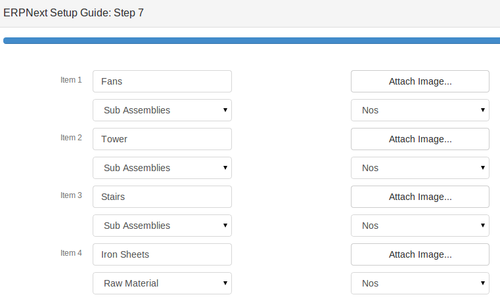 ERPNext Setup Guide: Step 7
Item 1 Fans Attach Image...
Sub Assemblies Nos
Item 2 Tower Attach Image...
Sub Assemblies Nos
Item 3 Stairs Attach Image...
Sub Assemblies Nos
Item 4 Iron Sheets Attach Image...
Raw Material Nos